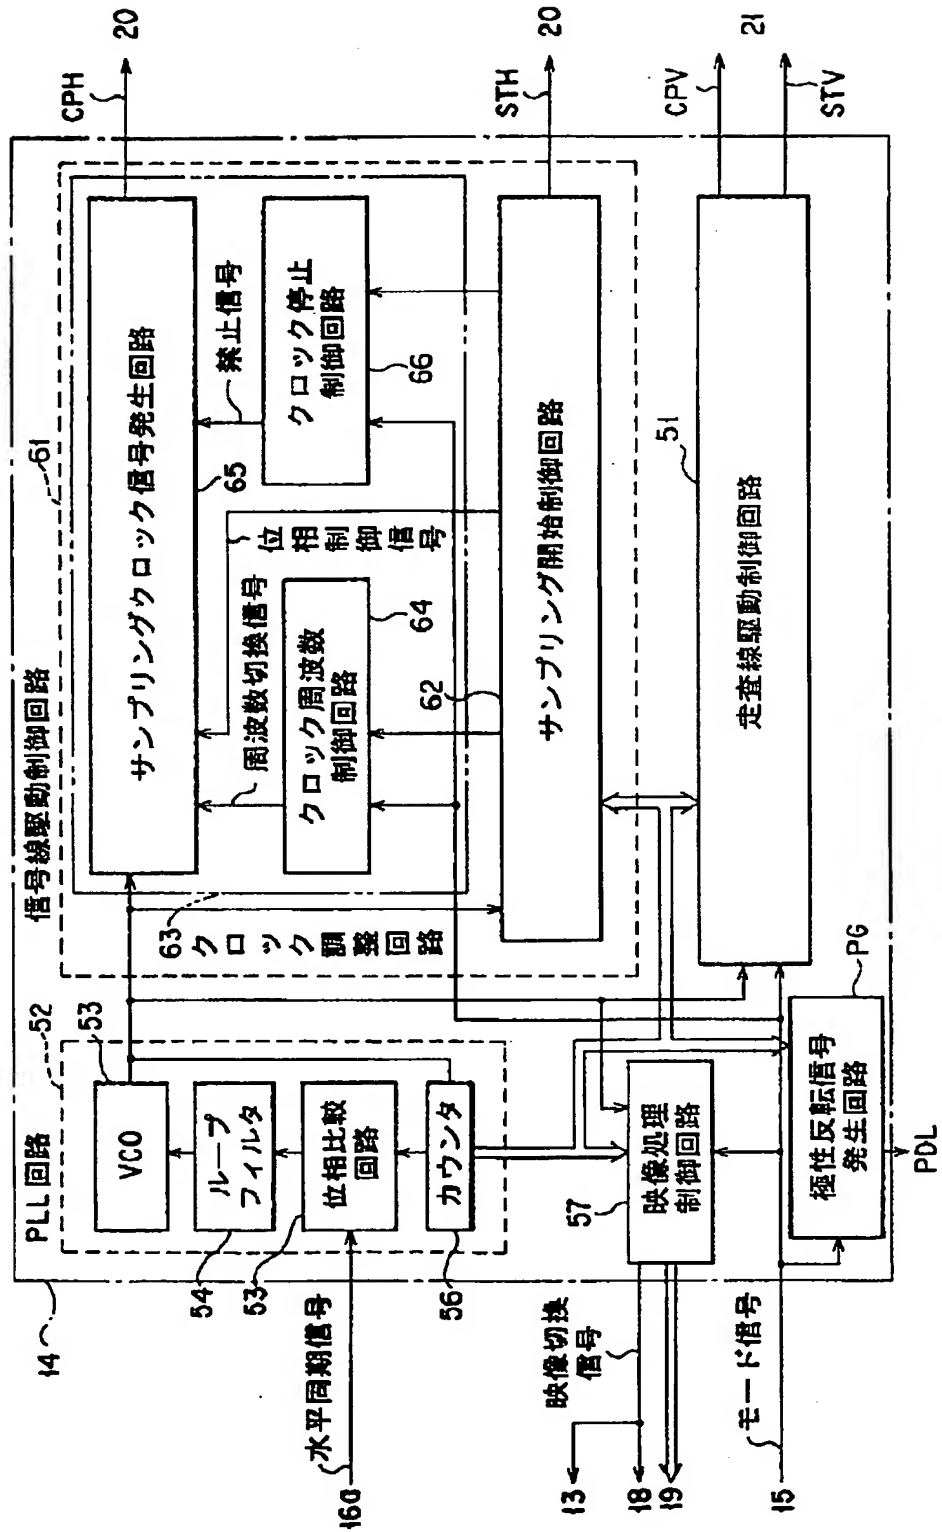 14
PLL回路
52
53
VCO
ループ
フィルタ
54
位相比較
回路
53
カウンタ
56
水平同期信号
160
信号線駆動制御回路
61
サンプリングクロック信号発生回路
65
CPH
20
周波数切換信号
位相制御信号
禁止信号
クロック周波数
制御回路
64
クロック停止
制御回路
66
63
クロック調整回路
サンプリング開始制御回路
62
STH
20
走査線駆動制御回路
51
CPV
21
STV
映像処理
制御回路
57
映像切換
信号
13
18
19
モード信号
15
極性反転信号
発生回路
PG
PDL